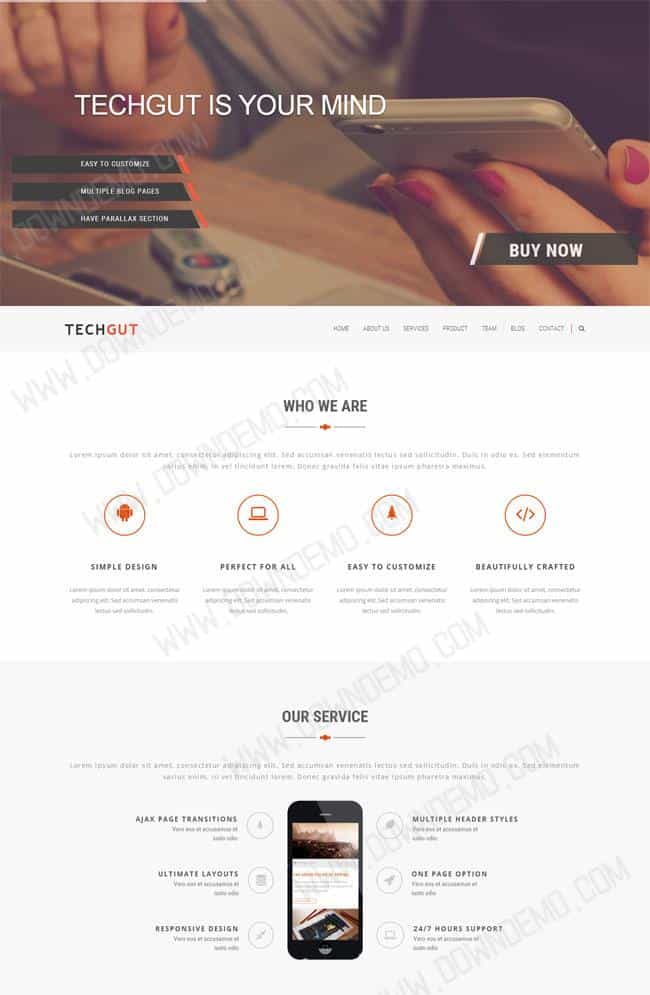 TECHGUT IS YOUR MIND
EASY TO CUSTOMIZE
MULTIPLE BLOG PAGES
HAVE PARALLAX SECTION
BUY NOW
TECHGUT
HOME ABOUT US SERVICES PRODUCT TEAM BLOG CONTACT
WHO WE ARE
Lorem ipsum dolor sit amet, consectetur adipiscing elit. Sed accumsan venenatis lectus sed sollicitudin. Duis in odio ex. Sed elementum
varius enim, in vel tincidunt lorem. Donec gravida felis vitae ipsum pharetra maximus.
SIMPLE DESIGN
Lorem ipsum dolor sit amet, consectetur
adipiscing elit. Sed accumsan venenatis
lectus sed sollicitudin.
PERFECT FOR ALL
Lorem ipsum dolor sit amet, consectetur
adipiscing elit. Sed accumsan venenatis
lectus sed sollicitudin.
EASY TO CUSTOMIZE
Lorem ipsum dolor sit amet, consectetur
adipiscing elit. Sed accumsan venenatis
lectus sed sollicitudin.
BEAUTIFULLY CRAFTED
Lorem ipsum dolor sit amet, consectetur
adipiscing elit. Sed accumsan venenatis
lectus sed sollicitudin.
OUR SERVICE
Lorem ipsum dolor sit amet, consectetur adipiscing elit. Sed accumsan venenatis lectus sed sollicitudin. Duis in odio ex. Sed elementum
varius enim, in vel tincidunt lorem. Donec gravida felis vitae ipsum pharetra maximus.
AJAX PAGE TRANSITIONS
Vero eos et accusamus et
iusto odio
ULTIMATE LAYOUTS
Vero eos et accusamus et
iusto odio
RESPONSIVE DESIGN
Vero eos et accusamus et
iusto odio
MULTIPLE HEADER STYLES
Vero eos et accusamus et
iusto odio
ONE PAGE OPTION
Vero eos et accusamus et
iusto odio
24/7 HOURS SUPPORT
Vero eos et accusamus et
iusto odio
WWW.DOWNDEMO.COM
WWW.DOWNDEMO.COM
WWW.DOWNDEMO.COM
WWW.DOWNDEMO.COM
WWW.DOWNDEMO.COM
WWW.DOWNDEMO.COM